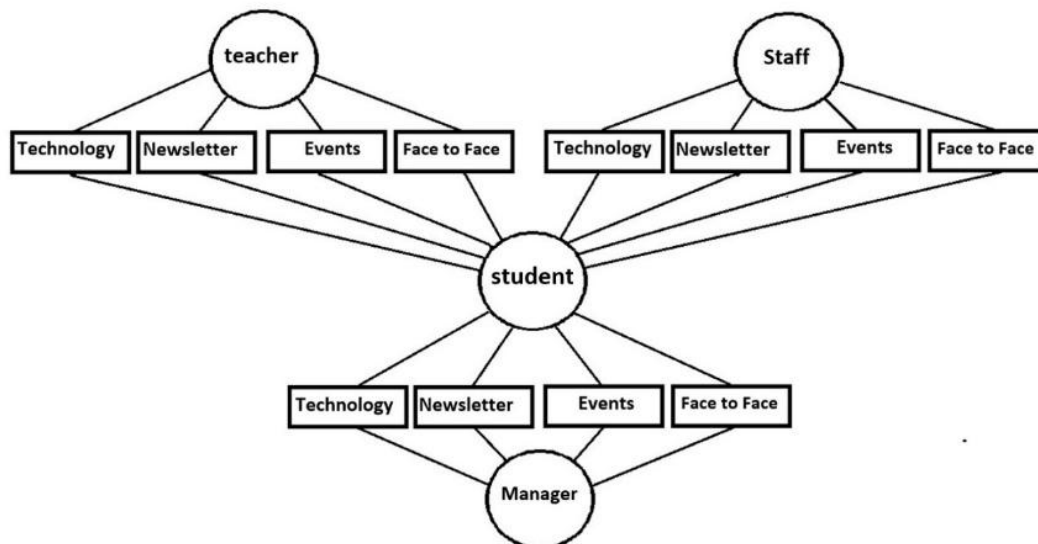 teacher
Staff
Technology
Newsletter
Events
Face to Face
Technology
Newsletter
Events
Face to Face
student
Technology
Newsletter
Events
Face to Face
Manager